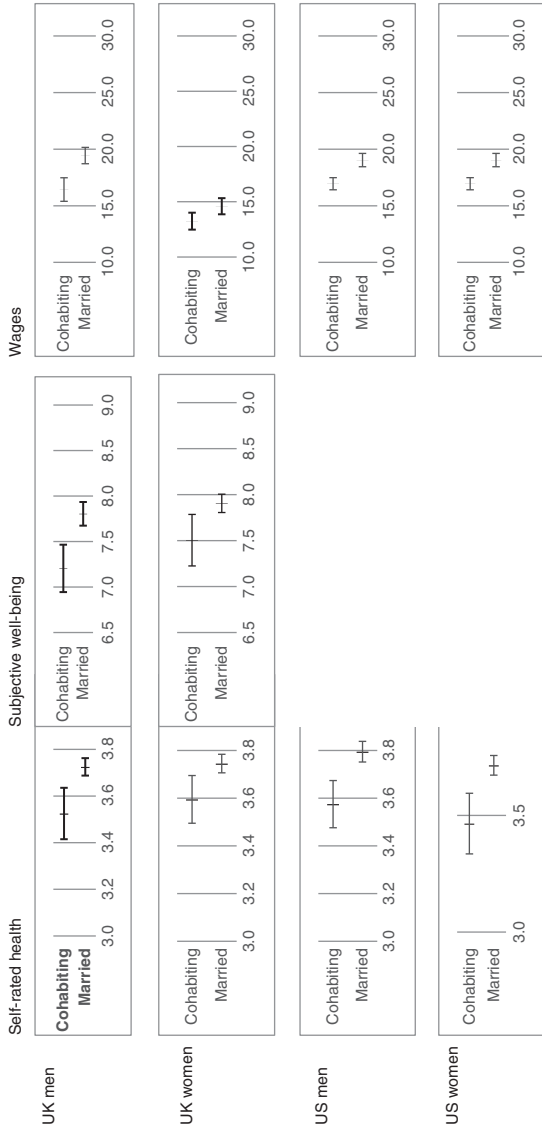 Self-rated health
Subjective well-being
Wages
UK men
Cohabiting
Married
3.0 3.2 3.4 3.6 3.8
Cohabiting
Married
6.5 7.0 7.5 8.0 8.5 9.0
Cohabiting
Married
10.0 15.0 20.0 25.0 30.0
UK women
Cohabiting
Married
3.0 3.2 3.4 3.6 3.8
Cohabiting
Married
6.5 7.0 7.5 8.0 8.5 9.0
Cohabiting
Married
10.0 15.0 20.0 25.0 30.0
US men
Cohabiting
Married
3.0 3.2 3.4 3.6 3.8
Cohabiting
Married
10.0 15.0 20.0 25.0 30.0
US women
Cohabiting
Married
3.0 3.5
Cohabiting
Married
10.0 15.0 20.0 25.0 30.0